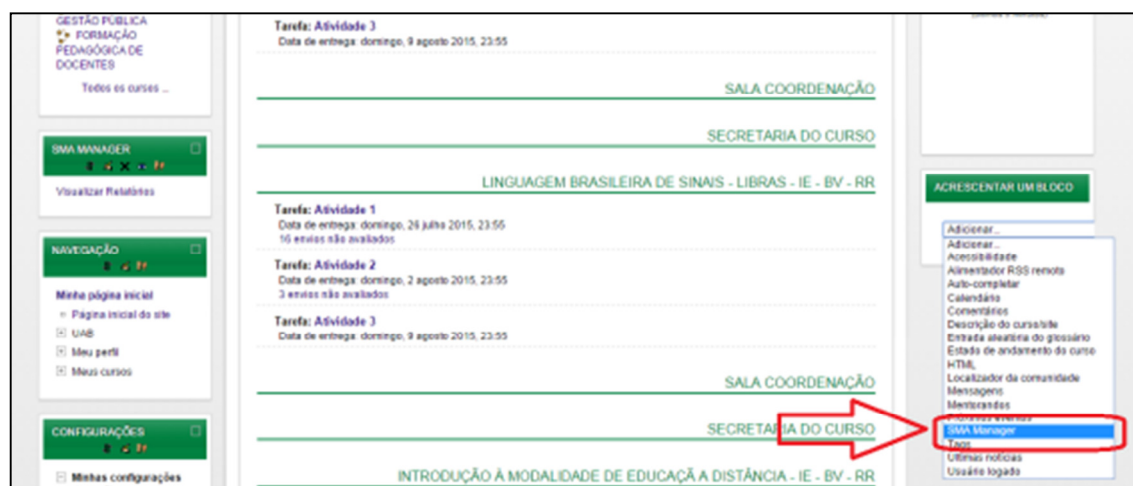 GESTÃO PÚBLICA
FORMAÇÃO
PEDAGÓGICA DE
DOCENTES
Todos os cursos ...
SMA MANAGER
Visualizar Relatórios
NAVEGAÇÃO
Minha página inicial
Página inicial do site
UAB
Meu perfil
Meus cursos
CONFIGURAÇÕES
Minhas configurações
Tarefa: Atividade 3
Data de entrega: domingo, 9 agosto 2015, 23:55
SALA COORDENAÇÃO
SECRETARIA DO CURSO
LINGUAGEM BRASILEIRA DE SINAIS - LIBRAS - IE - BV - RR
Tarefa: Atividade 1
Data de entrega: domingo, 26 julho 2015, 23:55
16 envios não avaliados
Tarefa: Atividade 2
Data de entrega: domingo, 2 agosto 2015, 23:55
3 envios não avaliados
Tarefa: Atividade 3
Data de entrega: domingo, 9 agosto 2015, 23:55
SALA COORDENAÇÃO
SECRETARIA DO CURSO
INTRODUÇÃO À MODALIDADE DE EDUCAÇÃ A DISTÂNCIA - IE - BV - RR
ACRESCENTAR UM BLOCO
Adicionar...
Adicionar...
Acessibilidade
Alimentador RSS remoto
Auto-completar
Calendário
Comentários
Descrição do curso/site
Entrada aleatória do glossário
Estado de andamento do curso
HTML
Localizador da comunidade
Mensagens
Mentorandos
Próximos eventos
SMA Manager
Tags
Últimas notícias
Usuário logado